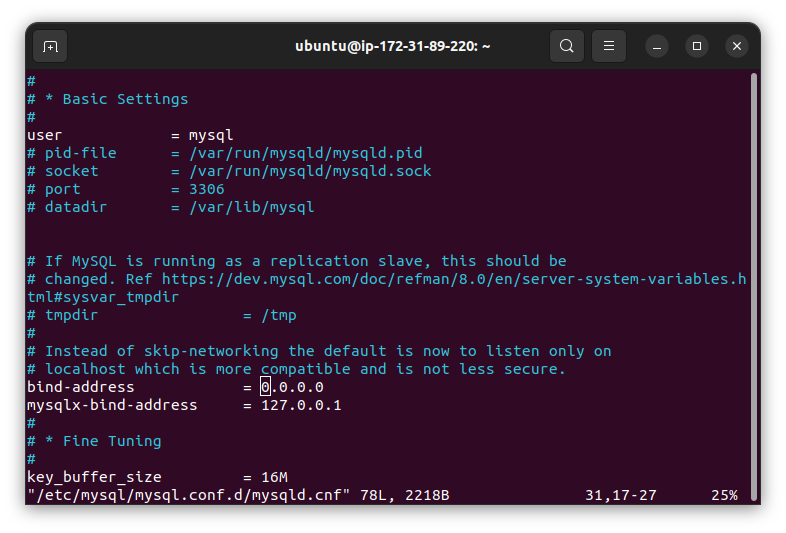 ubuntu@ip-172-31-89-220: ~
#
# * Basic Settings
#
user            = mysql
# pid-file      = /var/run/mysqld/mysqld.pid
# socket        = /var/run/mysqld/mysqld.sock
# port          = 3306
# datadir       = /var/lib/mysql
# If MySQL is running as a replication slave, this should be
# changed. Ref https://dev.mysql.com/doc/refman/8.0/en/server-system-variables.h
tml#sysvar_tmpdir
# tmpdir                = /tmp
#
# Instead of skip-networking the default is now to listen only on
# localhost which is more compatible and is not less secure.
bind-address            = 0.0.0.0
mysqlx-bind-address     = 127.0.0.1
#
# * Fine Tuning
#
key_buffer_size         = 16M
"/etc/mysql/mysql.conf.d/mysqld.cnf" 78L, 2218B               31,17-27      25%